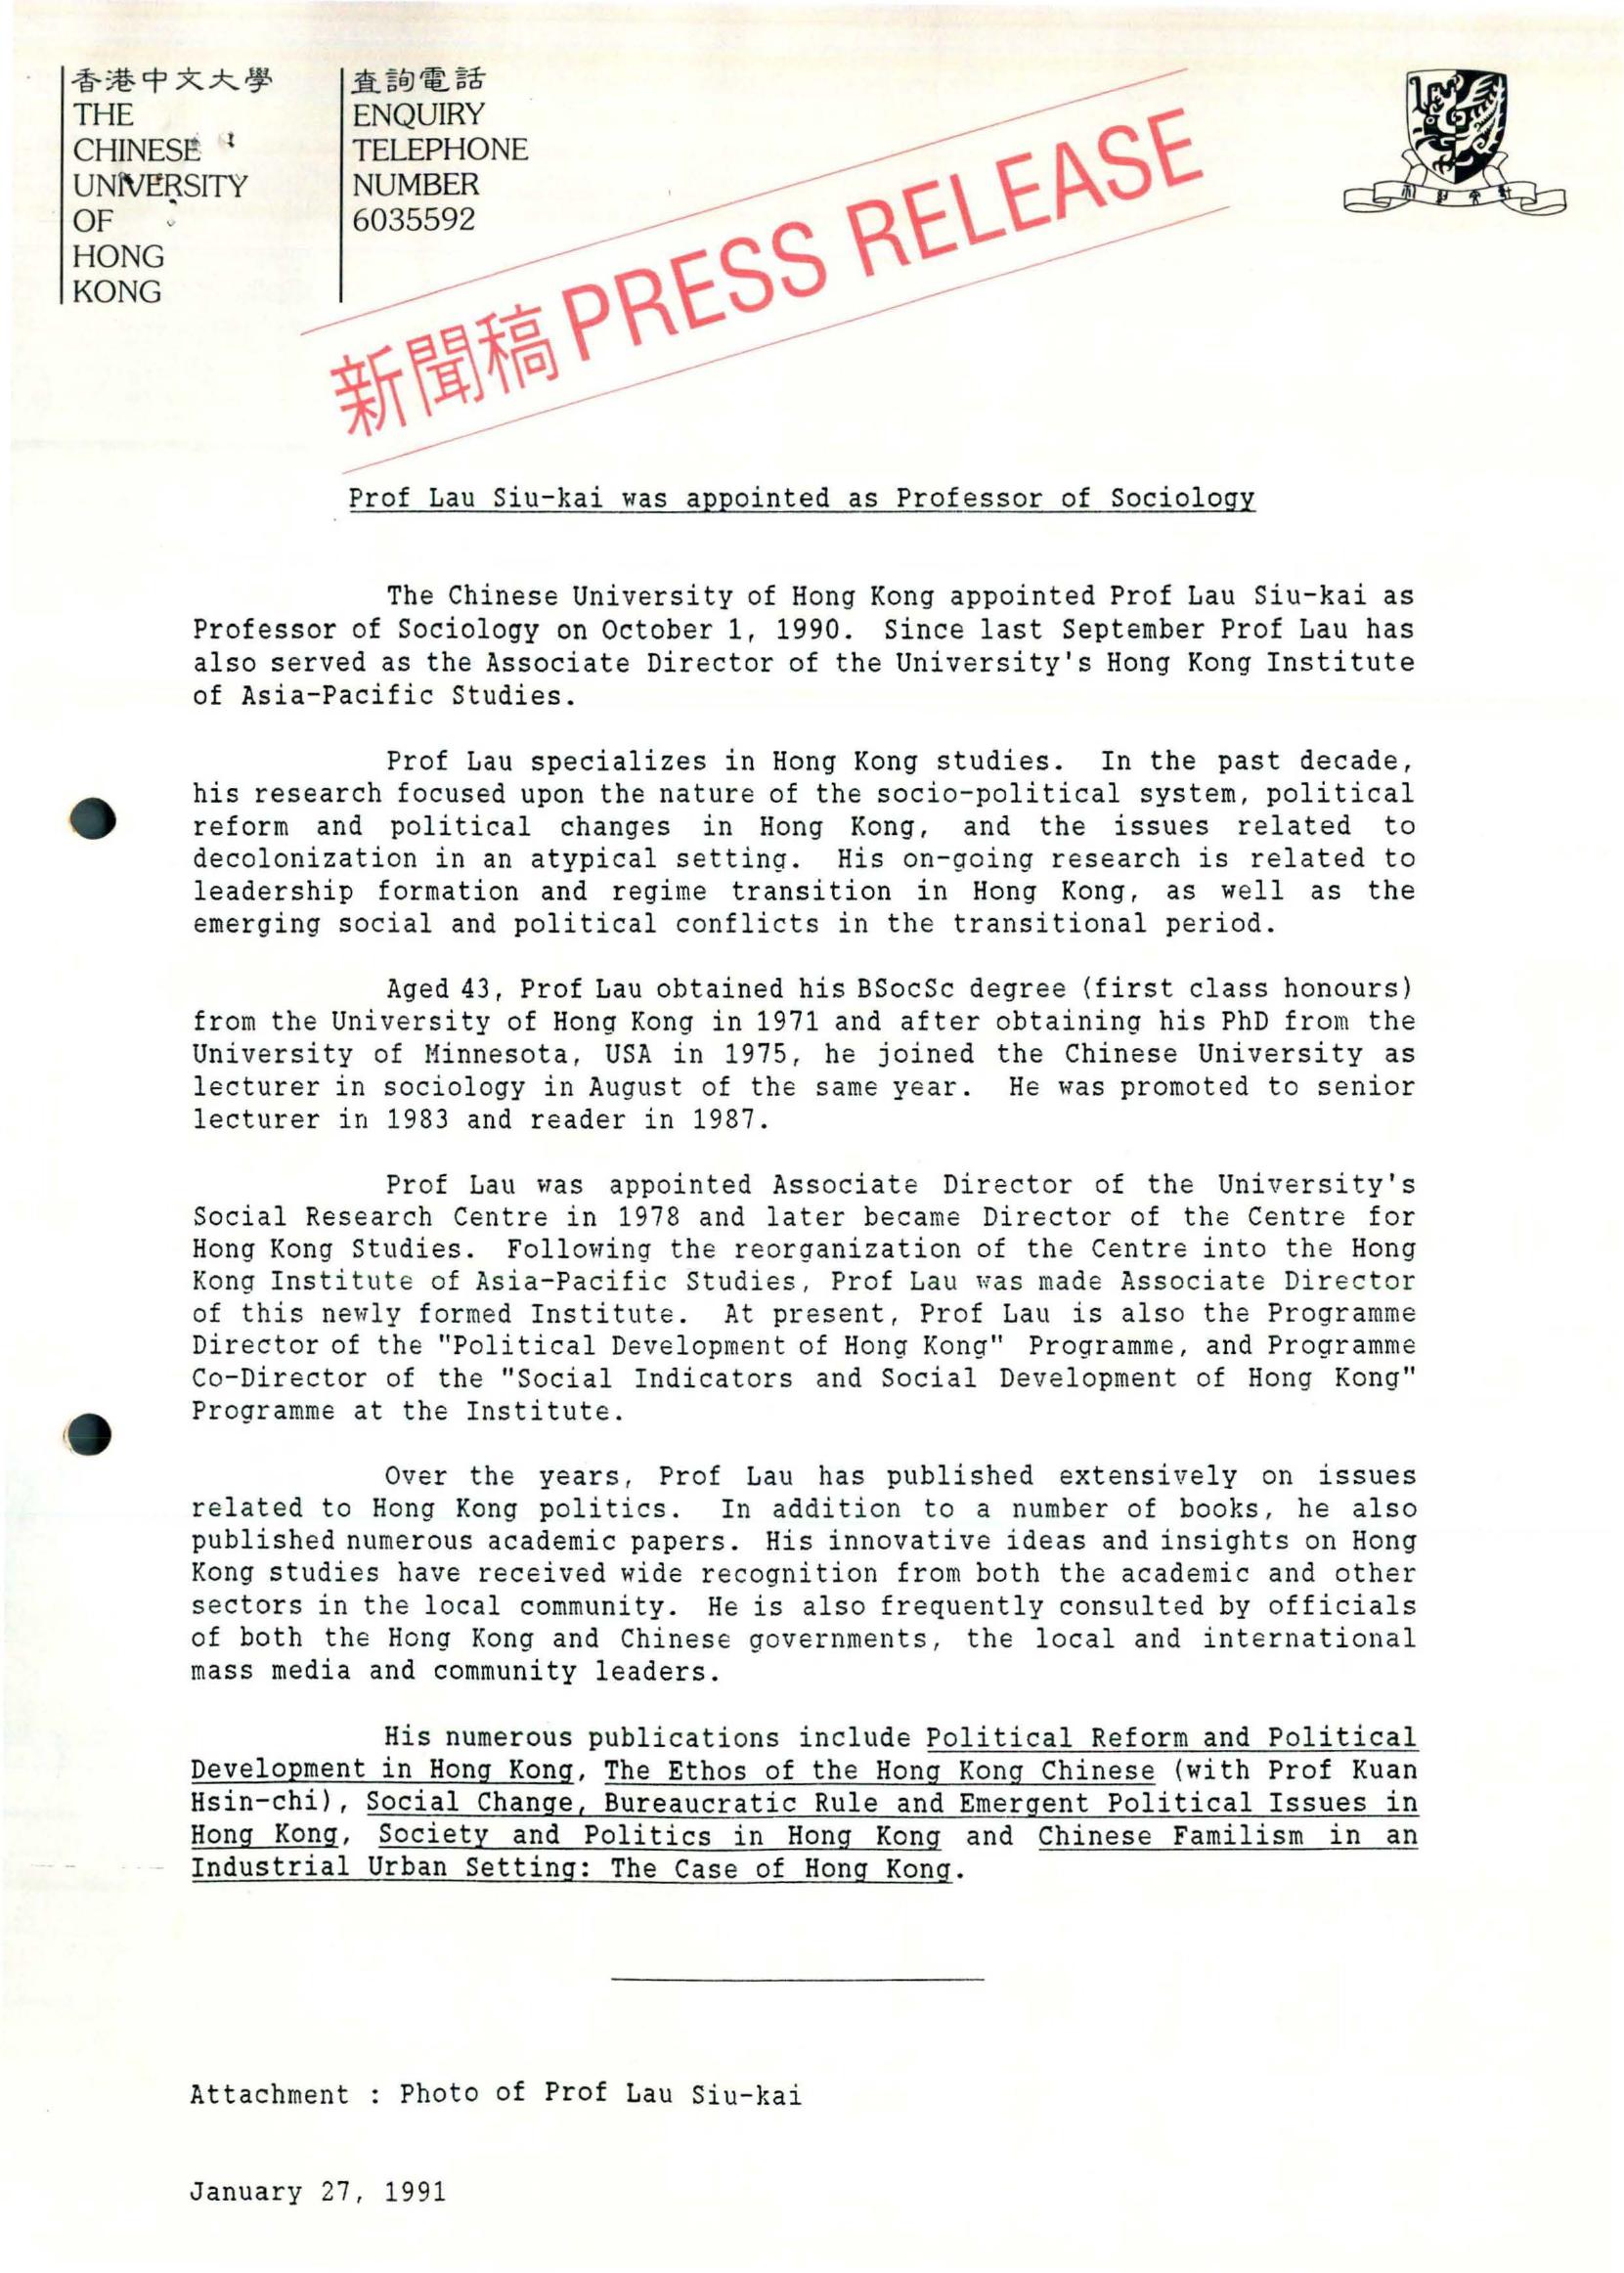 香港中文大學
THE
CHINESE
UNIVERSITY
OF
HONG
KONG
查詢電話
ENQUIRY
TELEPHONE
NUMBER
6035592
新聞稿 PRESS RELEASE
Prof Lau Siu-kai was appointed as Professor of Sociology
The Chinese University of Hong Kong appointed Prof Lau Siu-kai as
Professor of Sociology on October 1, 1990. Since last September Prof Lau has
also served as the Associate Director of the University's Hong Kong Institute
of Asia-Pacific Studies.
Prof Lau specializes in Hong Kong studies. In the past decade,
his research focused upon the nature of the socio-political system, political
reform and political changes in Hong Kong, and the issues related to
decolonization in an atypical setting. His on-going research is related to
leadership formation and regime transition in Hong Kong, as well as the
emerging social and political conflicts in the transitional period.
Aged 43, Prof Lau obtained his BSocSc degree (first class honours)
from the University of Hong Kong in 1971 and after obtaining his PhD from the
University of Minnesota, USA in 1975, he joined the Chinese University as
lecturer in sociology in August of the same year. He was promoted to senior
lecturer in 1983 and reader in 1987.
Prof Lau was appointed Associate Director of the University's
Social Research Centre in 1978 and later became Director of the Centre for
Hong Kong Studies. Following the reorganization of the Centre into the Hong
Kong Institute of Asia-Pacific Studies, Prof Lau was made Associate Director
of this newly formed Institute. At present, Prof Lau is also the Programme
Director of the "Political Development of Hong Kong" Programme, and Programme
Co-Director of the "Social Indicators and Social Development of Hong Kong"
Programme at the Institute.
Over the years, Prof Lau has published extensively on issues
related to Hong Kong politics. In addition to a number of books, he also
published numerous academic papers. His innovative ideas and insights on Hong
Kong studies have received wide recognition from both the academic and other
sectors in the local community. He is also frequently consulted by officials
of both the Hong Kong and Chinese governments, the local and international
mass media and community leaders.
His numerous publications include Political Reform and Political
Development in Hong Kong, The Ethos of the Hong Kong Chinese (with Prof Kuan
Hsin-chi), Social Change, Bureaucratic Rule and Emergent Political Issues in
Hong Kong, Society and Politics in Hong Kong and Chinese Familism in an
Industrial Urban Setting: The Case of Hong Kong.
Attachment : Photo of Prof Lau Siu-kai
January 27, 1991